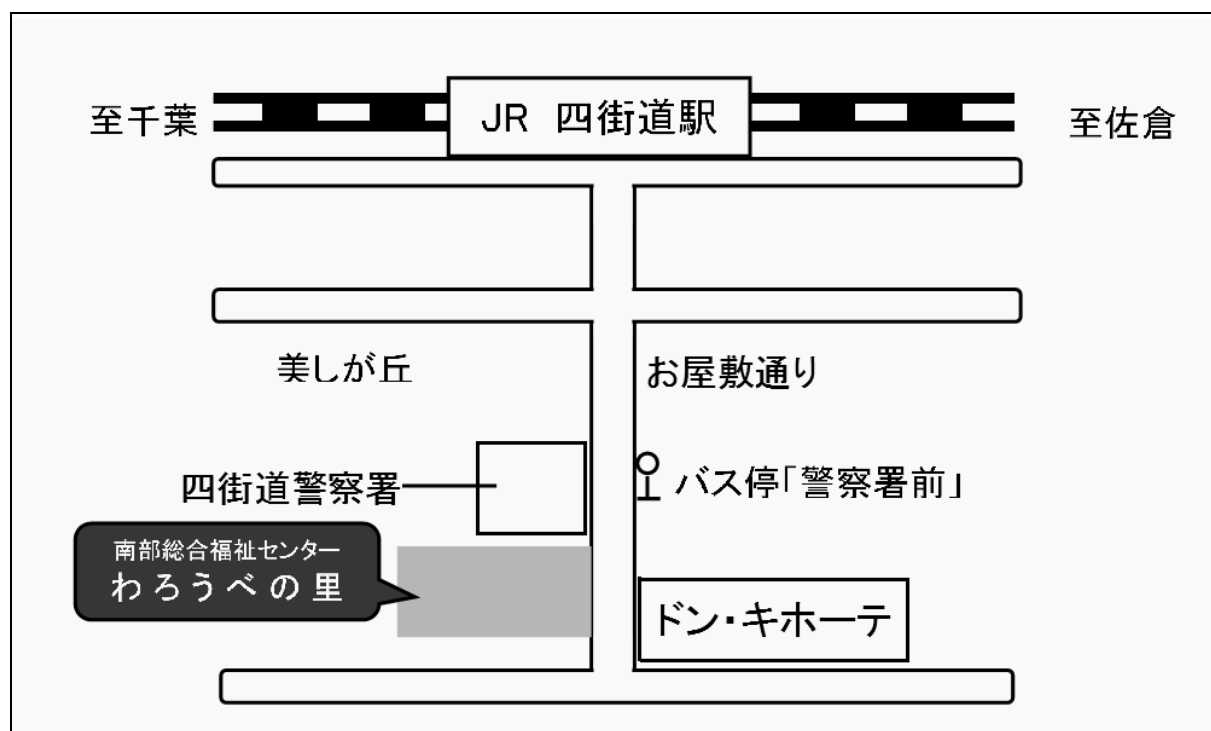 至千葉
JR 四街道駅
至佐倉
美しが丘
お屋敷通り
四街道警察署
バス停「警察署前」
南部総合福祉センター
わろうべの里
ドン・キホーテ